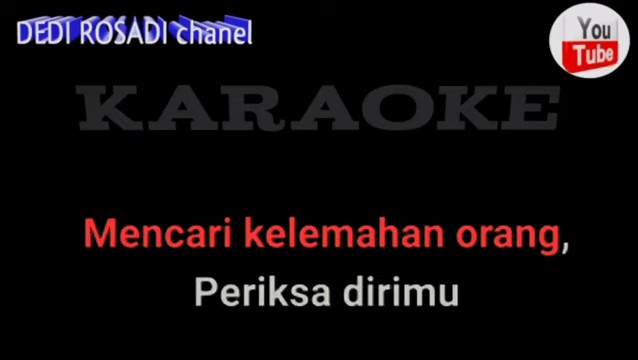 DEDI ROSADI chanel
You
Tube
KARAOKE
Mencari kelemahan orang,
Periksa dirimu